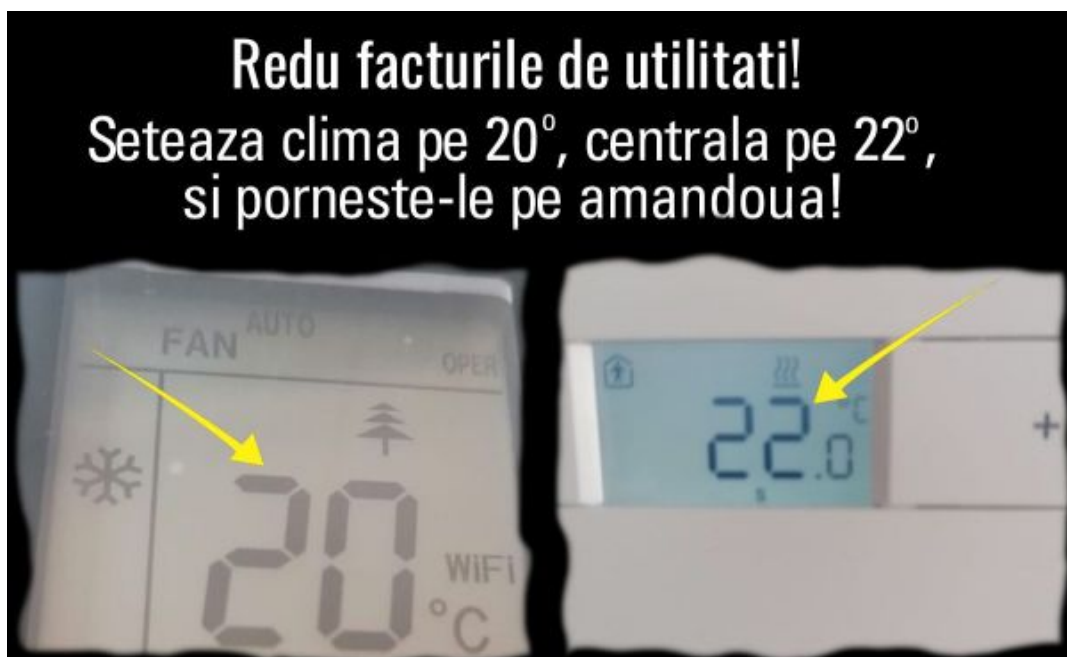 Redu facturile de utilitati!
Seteaza clima pe 20°, centrala pe 22°,
si porneste-le pe amandoua!
FAN AUTO
OPER
20 °C
WiFi
22.0 °C
+
s